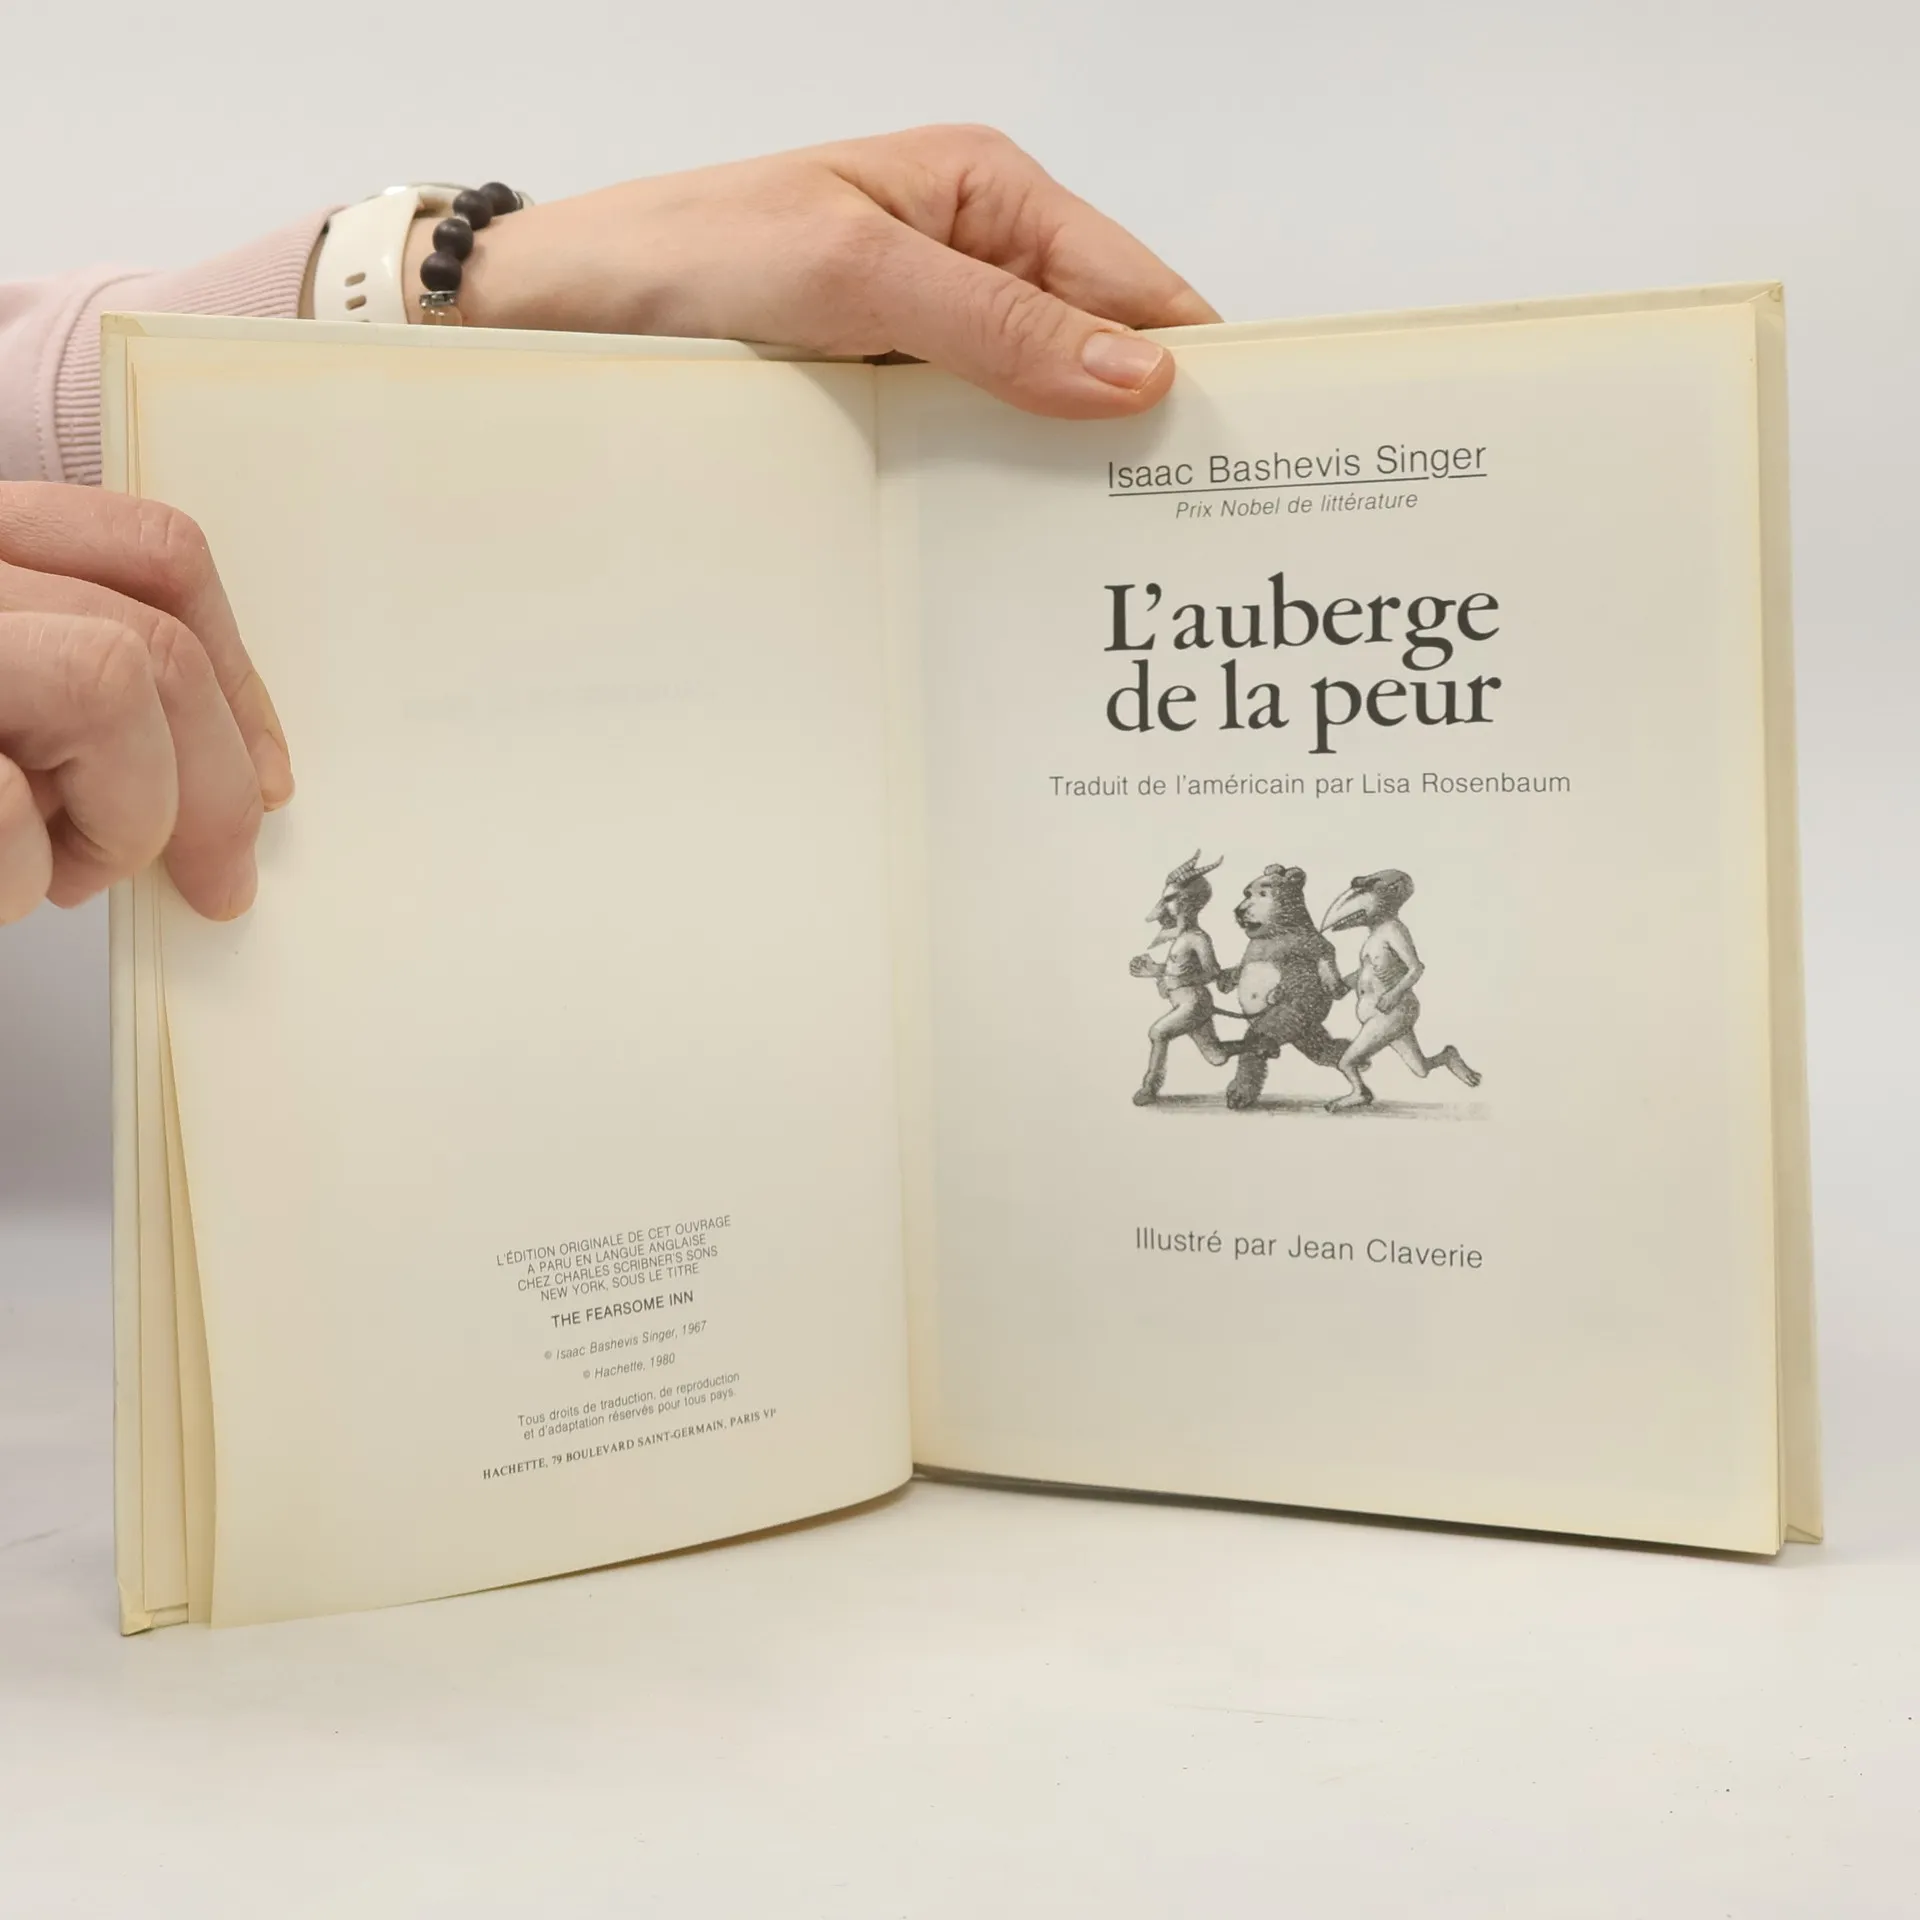 L'ÉDITION ORIGINALE DE CET OUVRAGE
A PARU EN LANGUE ANGLAISE
CHEZ CHARLES SCRIBNER'S SONS
NEW YORK, SOUS LE TITRE
THE FEARSOME INN
© Isaac Bashevis Singer, 1967
© Hachette, 1980
Tous droits de traduction, de reproduction
et d'adaptation réservés pour tous pays.
HACHETTE, 79 BOULEVARD SAINT-GERMAIN, PARIS VIᵉ
Isaac Bashevis Singer
Prix Nobel de littérature
L'auberge
de la peur
Traduit de l'américain par Lisa Rosenbaum
Illustré par Jean Claverie